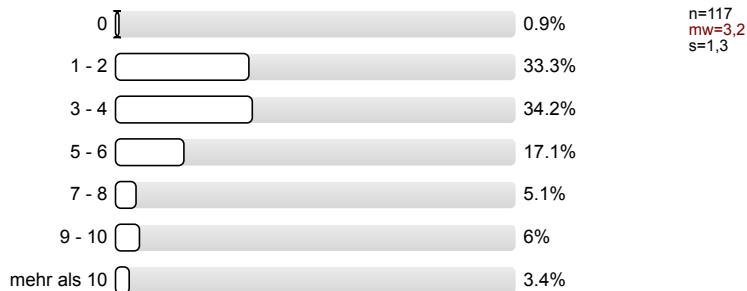 0 0.9% n=117
mw=3,2
s=1,3
1 - 2 33.3%
3 - 4 34.2%
5 - 6 17.1%
7 - 8 5.1%
9 - 10 6%
mehr als 10 3.4%